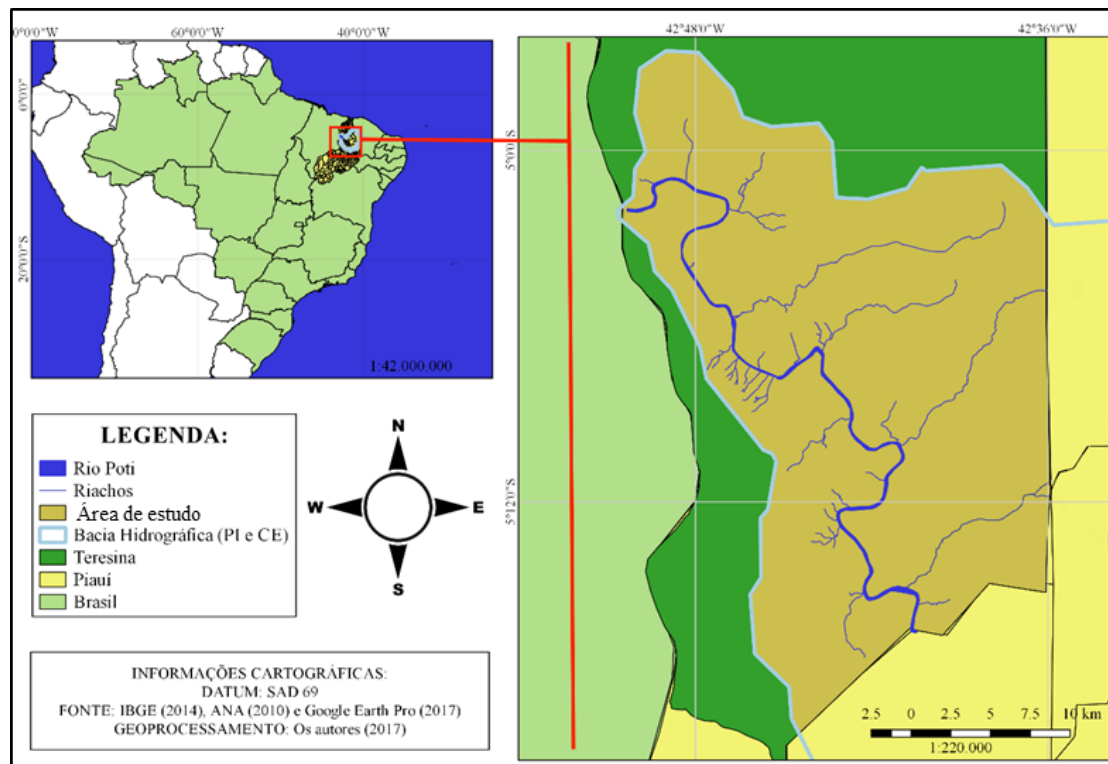 80°0'0"W
60°0'0"W
40°0'0"W
0°0'0"
20°0'0"S
1:42.000.000
42°48'0"W
42°36'0"W
5°0'0"S
5°12'0"S
LEGENDA:
Rio Poti
Riachos
Área de estudo
Bacia Hidrográfica (PI e CE)
Teresina
Piauí
Brasil
N
W
E
S
INFORMAÇÕES CARTOGRÁFICAS:
DATUM: SAD 69
FONTE: IBGE (2014), ANA (2010) e Google Earth Pro (2017)
GEOPROCESSAMENTO: Os autores (2017)
2.5 0 2.5 5 7.5 10 km
1:220.000